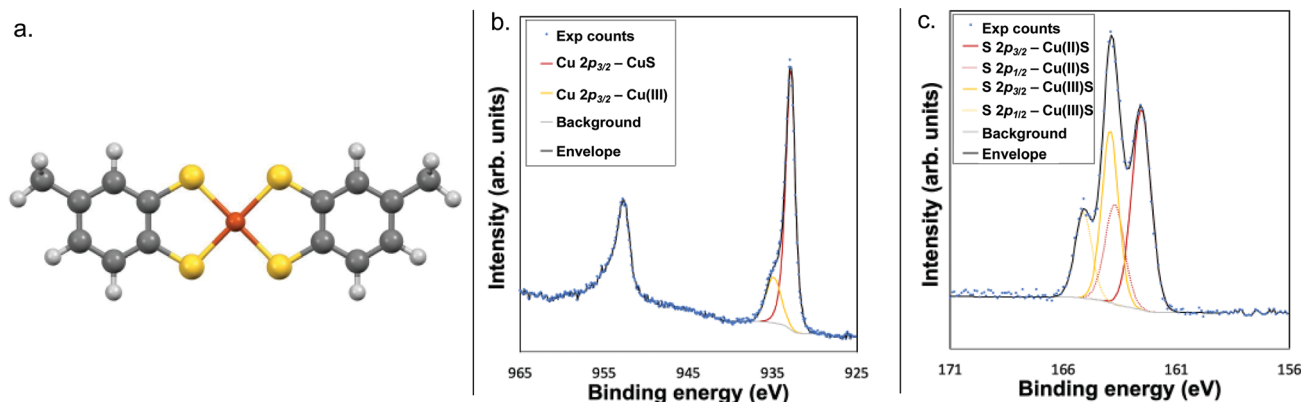 a.
b.
Exp counts
Cu 2p3/2 – CuS
Cu 2p3/2 – Cu(III)
Background
Envelope
Intensity (arb. units)
965 955 945 935 925
Binding energy (eV)
c.
Exp counts
S 2p3/2 – Cu(II)S
S 2p1/2 – Cu(II)S
S 2p3/2 – Cu(III)S
S 2p1/2 – Cu(III)S
Background
Envelope
Intensity (arb. units)
171 166 161 156
Binding energy (eV)